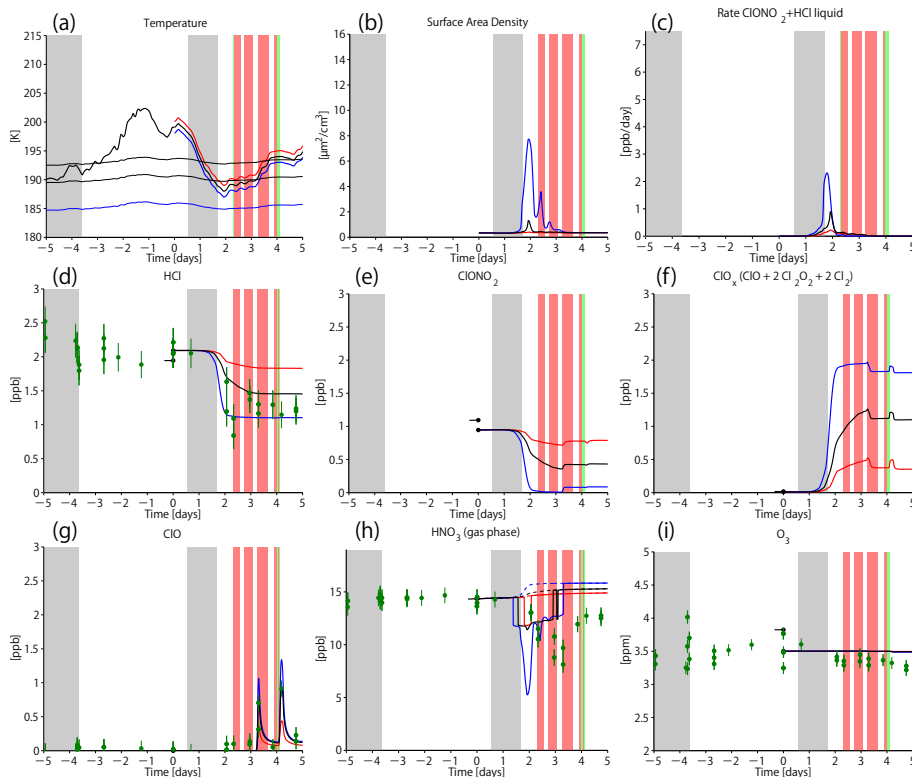 (a) Temperature
[K]
215
210
205
200
195
190
185
180
−5 −4 −3 −2 −1 0 1 2 3 4 5
Time [days]
(b) Surface Area Density
[μm²/cm³]
16
14
12
10
8
6
4
2
0
−5 −4 −3 −2 −1 0 1 2 3 4 5
Time [days]
(c) Rate ClONO₂+HCl liquid
[ppb/day]
7
6
5
4
3
2
1
0
−5 −4 −3 −2 −1 0 1 2 3 4 5
Time [days]
(d) HCl
[ppb]
3
2.5
2
1.5
1
0.5
0
−5 −4 −3 −2 −1 0 1 2 3 4 5
Time [days]
(e) ClONO₂
[ppb]
3
2.5
2
1.5
1
0.5
0
−5 −4 −3 −2 −1 0 1 2 3 4 5
Time [days]
(f) ClOₓ (ClO + 2 Cl₂O₂ + 2 Cl₂)
[ppb]
3
2.5
2
1.5
1
0.5
0
−5 −4 −3 −2 −1 0 1 2 3 4 5
Time [days]
(g) ClO
[ppb]
3
2.5
2
1.5
1
0.5
0
−5 −4 −3 −2 −1 0 1 2 3 4 5
Time [days]
(h) HNO₃ (gas phase)
[ppb]
15
10
5
0
−5 −4 −3 −2 −1 0 1 2 3 4 5
Time [days]
(i) O₃
[ppm]
5
4.5
4
3.5
3
2.5
2
−5 −4 −3 −2 −1 0 1 2 3 4 5
Time [days]